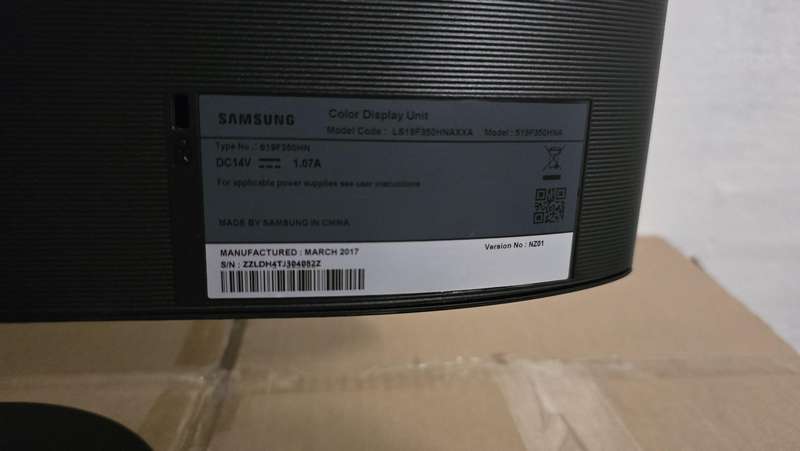 SAMSUNG Color Display Unit
Model Code : LS19F350HNAXXA Model : S19F350HNA
Type No. : S19F350HN
DC14V 1.07A
For applicable power supplies see user instructions
MADE BY SAMSUNG IN CHINA
MANUFACTURED : MARCH 2017 Version No : NZ01
S/N : ZZLDH4TJ304082Z